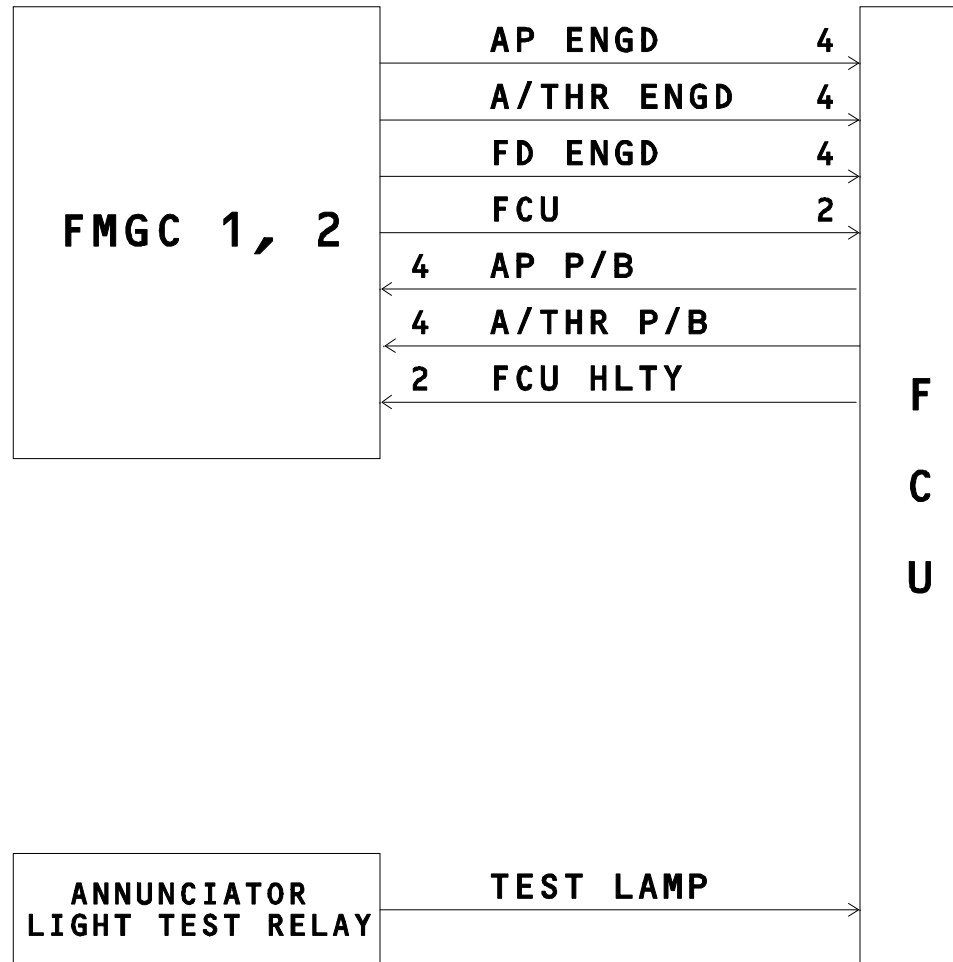 AP ENGD 4
A/THR ENGD 4
FD ENGD 4
FMGC 1, 2
FCU 2
4 AP P/B
4 A/THR P/B
2 FCU HLTY
F
C
U
TEST LAMP
ANNUNCIATOR
LIGHT TEST RELAY